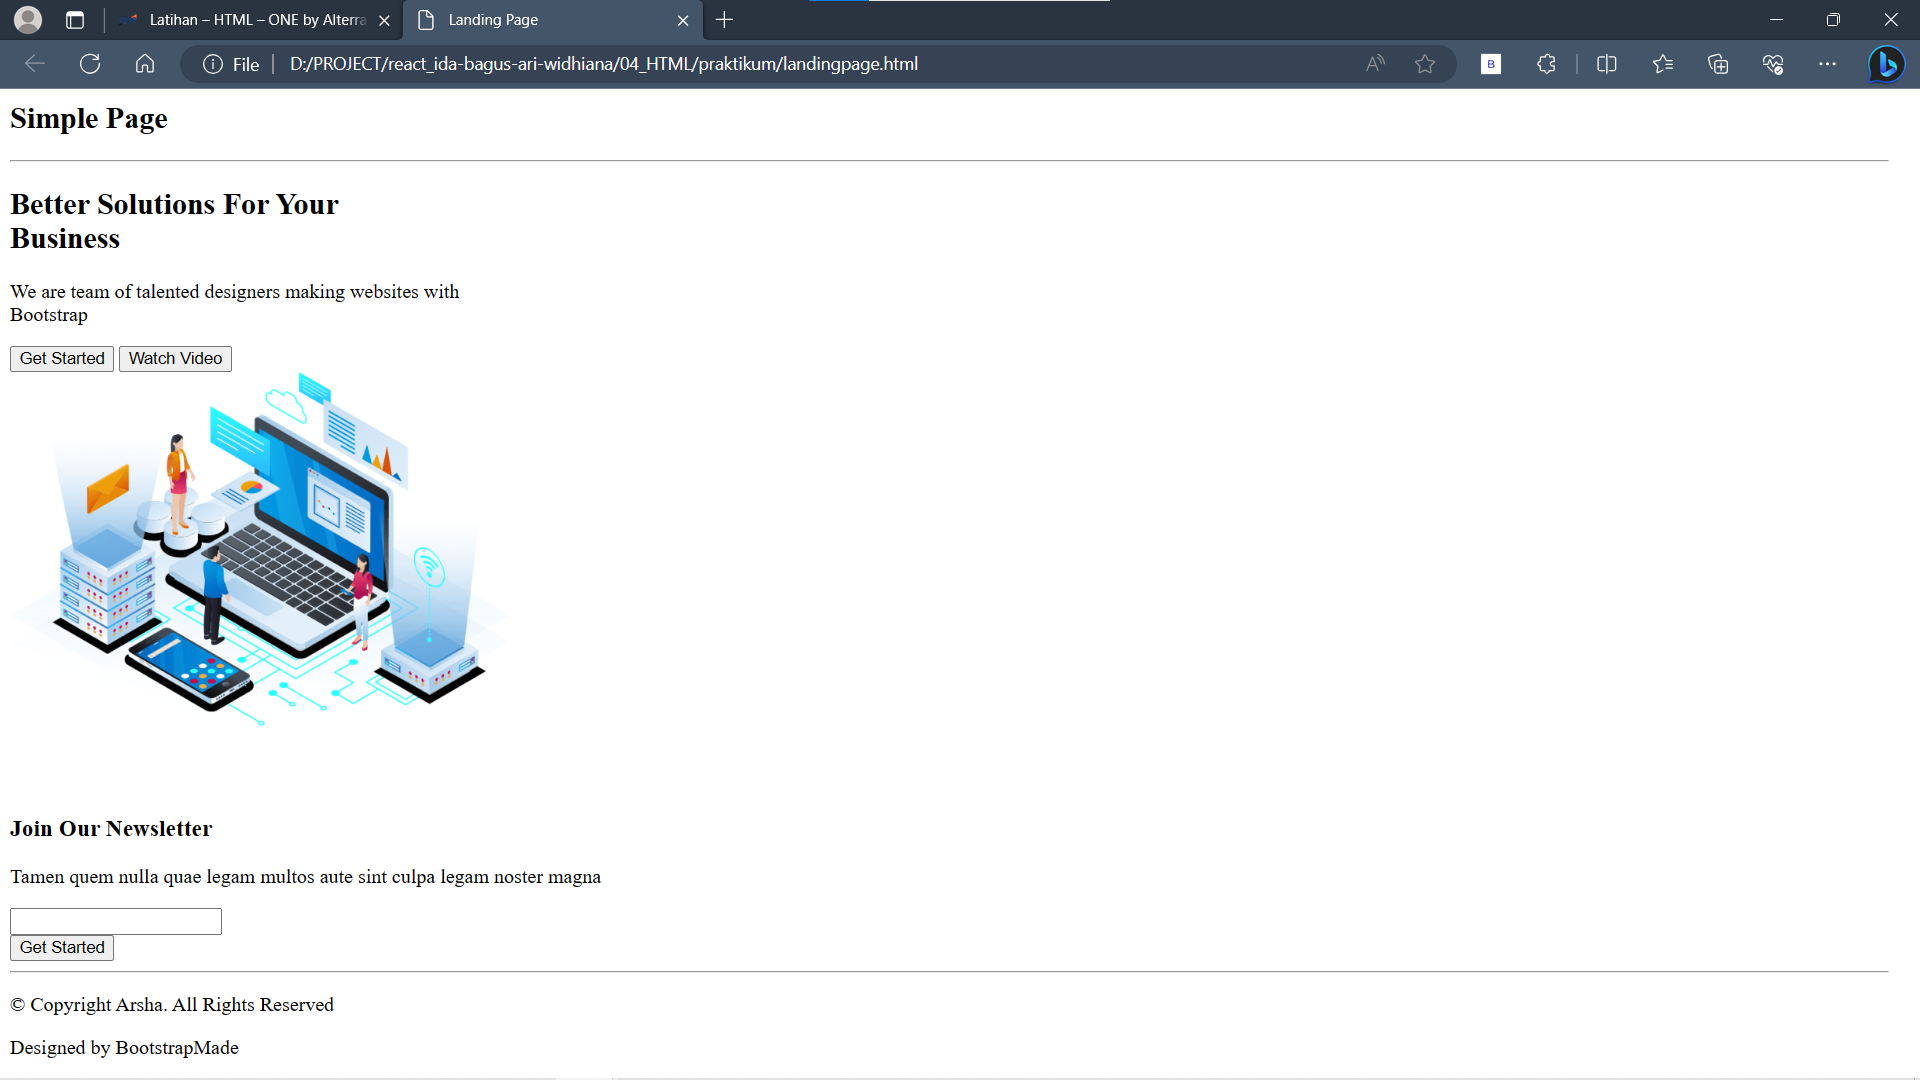 Latihan – HTML – ONE by Alterra
Landing Page
File
D:/PROJECT/react_ida-bagus-ari-widhiana/04_HTML/praktikum/landingpage.html
Simple Page
Better Solutions For Your
Business
We are team of talented designers making websites with
Bootstrap
Get Started Watch Video
Join Our Newsletter
Tamen quem nulla quae legam multos aute sint culpa legam noster magna
Get Started
© Copyright Arsha. All Rights Reserved
Designed by BootstrapMade